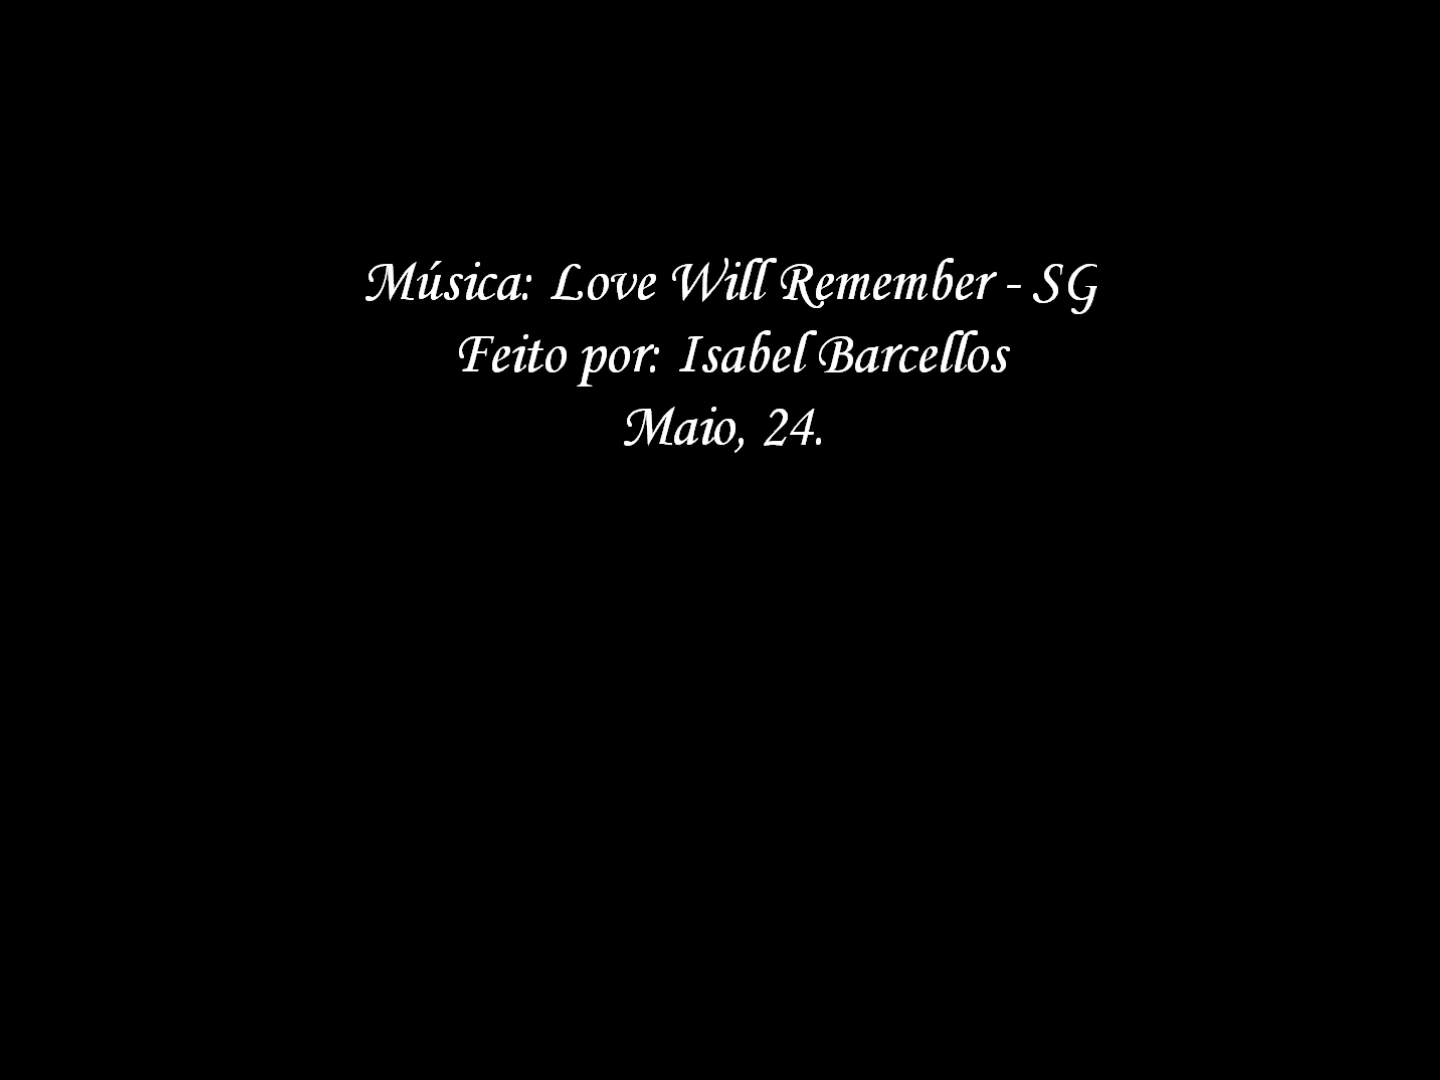 Música: Love Will Remember - SG
Feito por: Isabel Barcellos
Maio, 24.